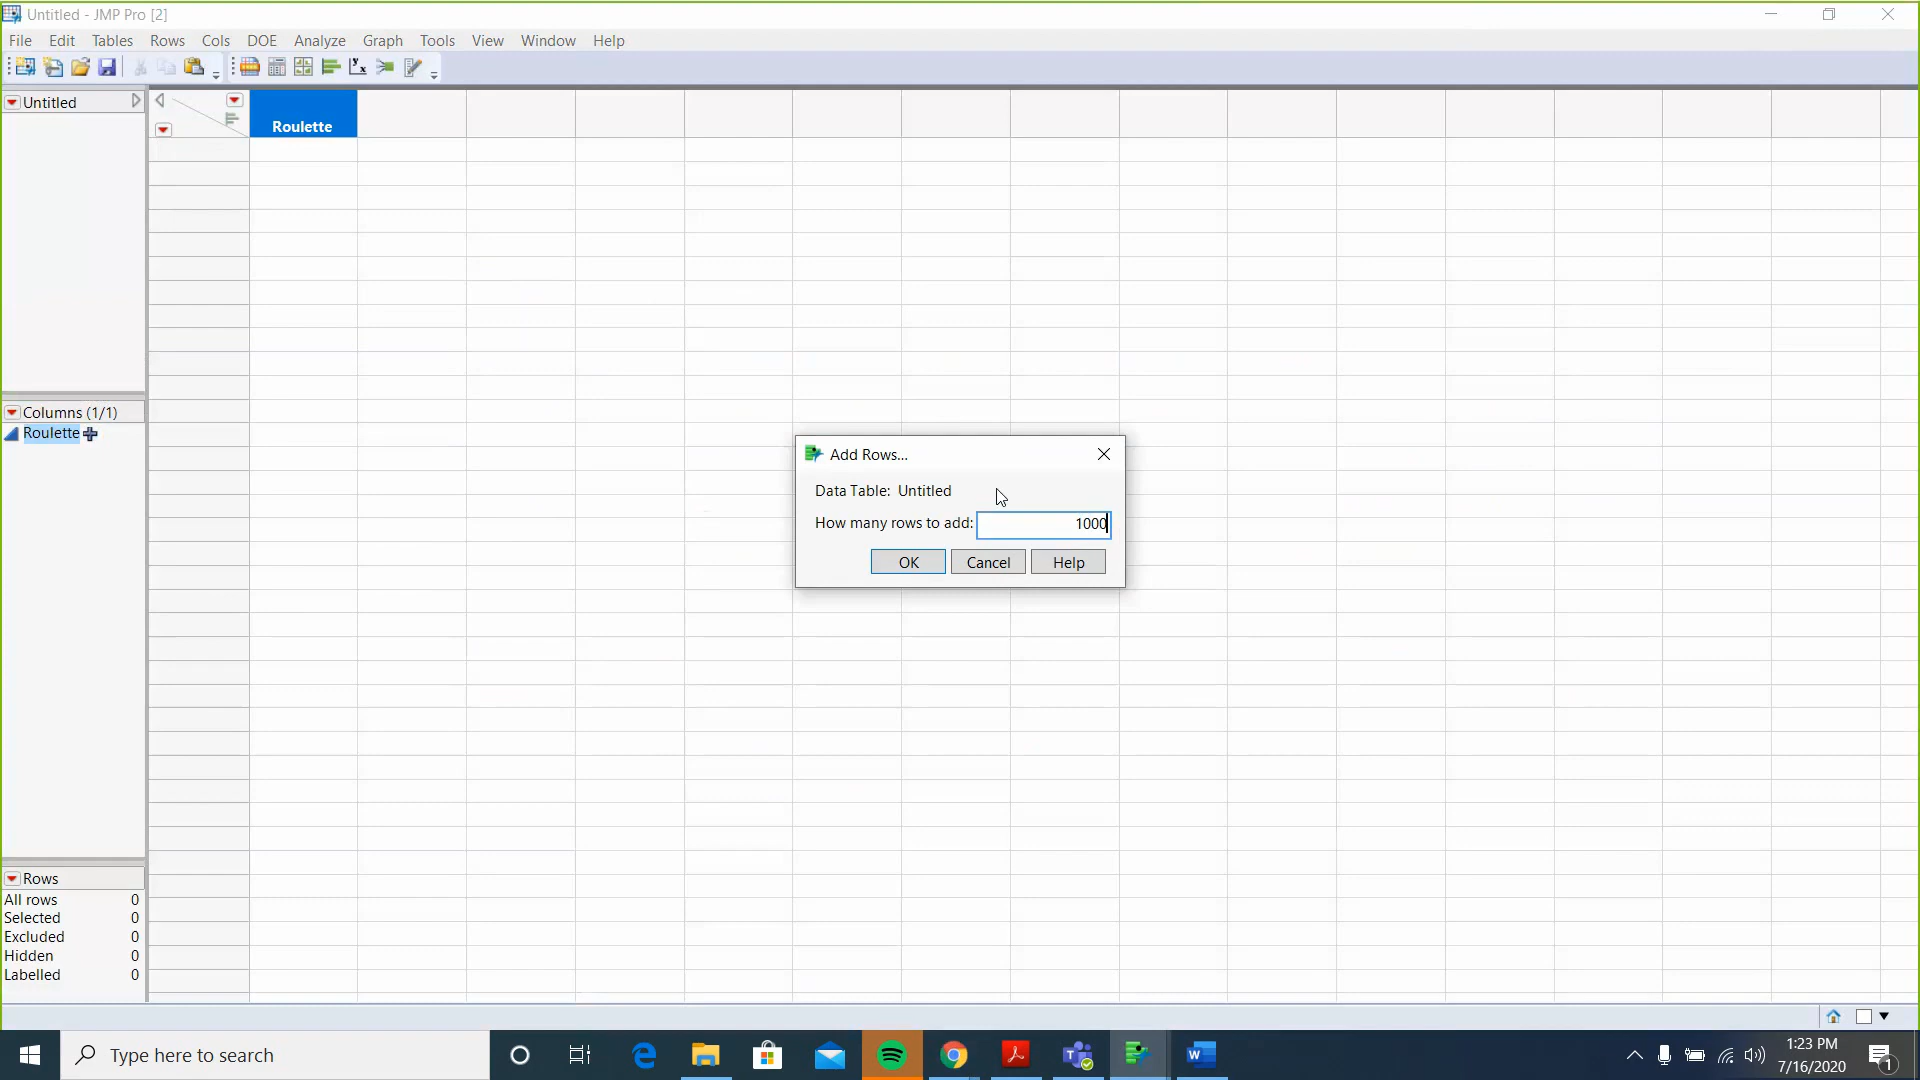 Untitled - JMP Pro [2]
File Edit Tables Rows Cols DOE Analyze Graph Tools View Window Help
Untitled
Roulette
Columns (1/1)
Roulette
Add Rows...
Data Table: Untitled
How many rows to add: 1000
OK Cancel Help
Rows
All rows 0
Selected 0
Excluded 0
Hidden 0
Labelled 0
Type here to search
1:23 PM
7/16/2020
1